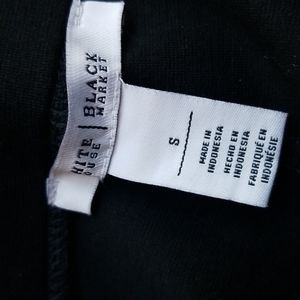 HITE | BLACK
OUSE | MARKET
S
MADE IN
INDONESIA
HECHO EN
INDONESIA
FABRIQUÉ EN
INDONÉSIE